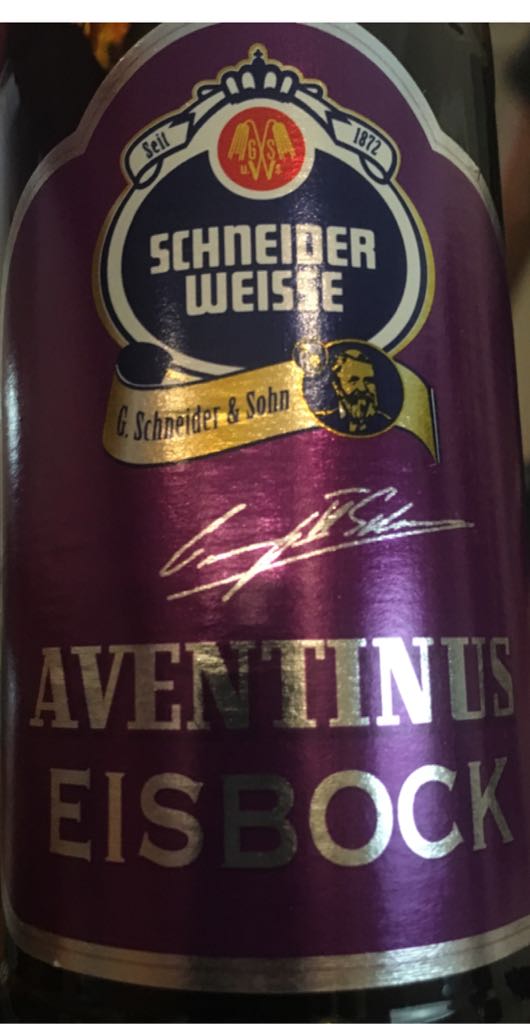 Seit 1872
G S
u. W s.
SCHNEIDER
WEISSE
G. Schneider & Sohn
AVENTINUS
EISBOCK